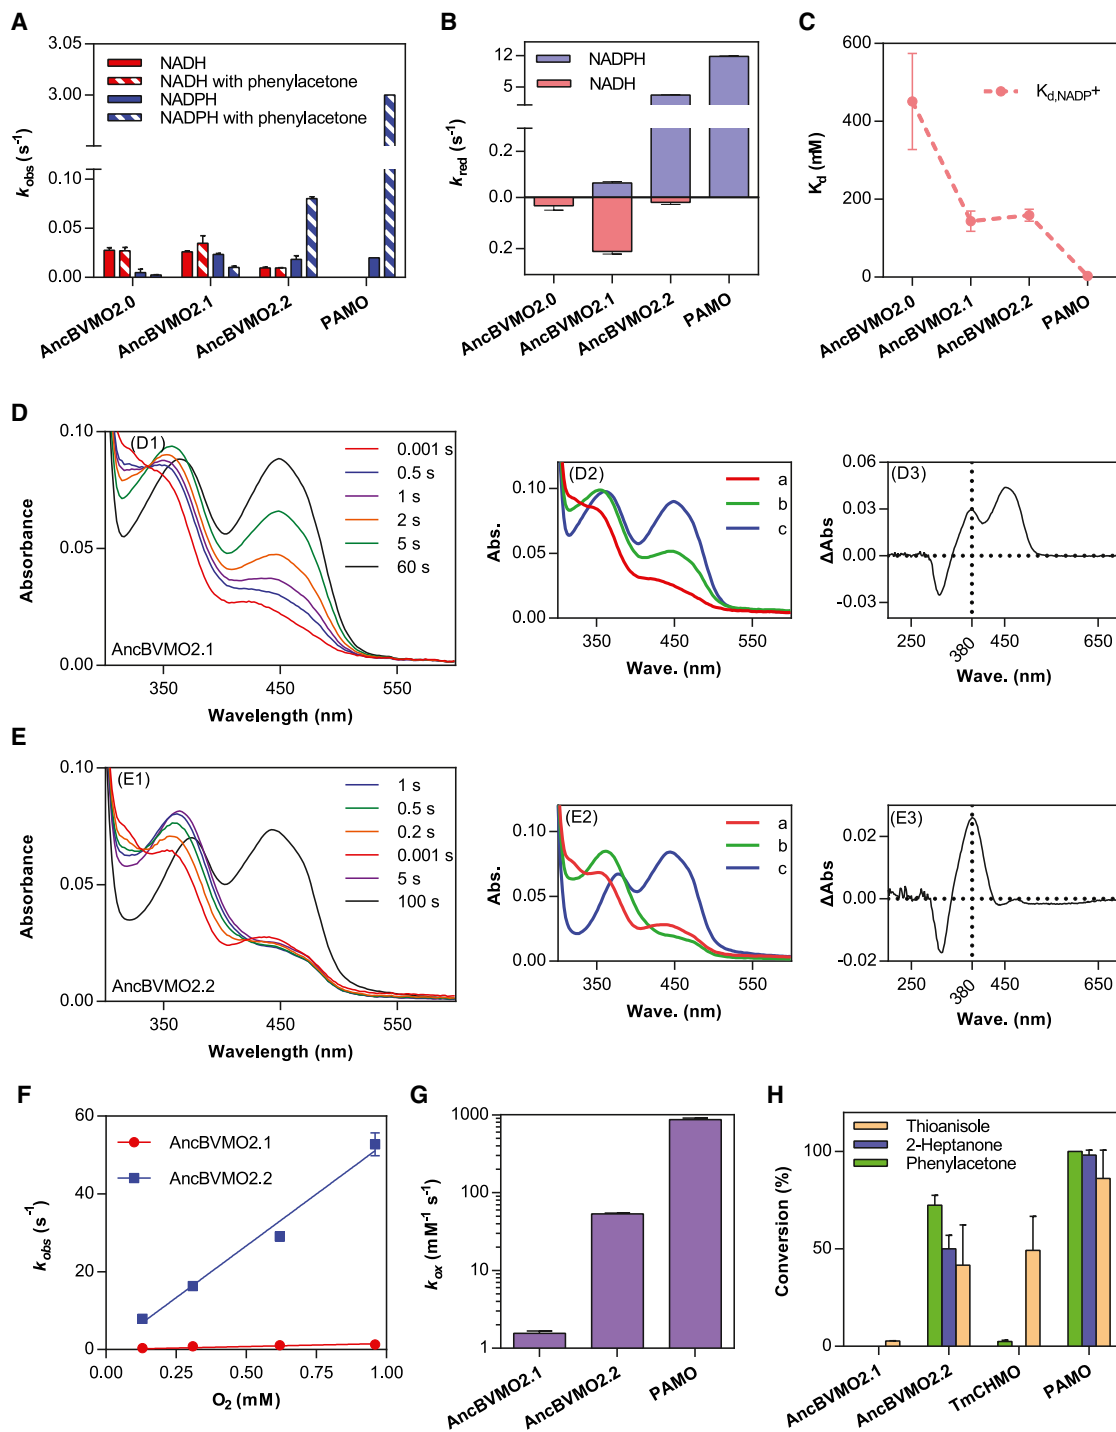 A
3.05
3.00
0.10
0.05
0.00
k_obs (s⁻¹)
NADH
NADH with phenylacetone
NADPH
NADPH with phenylacetone
AncBVMO2.0
AncBVMO2.1
AncBVMO2.2
PAMO
B
12
5
0.2
0.0
0.2
k_red (s⁻¹)
NADPH
NADH
AncBVMO2.0
AncBVMO2.1
AncBVMO2.2
PAMO
C
600
400
200
0
K_d (mM)
K_d,NADP+
AncBVMO2.0
AncBVMO2.1
AncBVMO2.2
PAMO
D
(D1)
0.10
0.05
0.00
Absorbance
0.001 s
0.5 s
1 s
2 s
5 s
60 s
AncBVMO2.1
350
450
550
Wavelength (nm)
(D2)
0.10
0.05
0.00
Abs.
a
b
c
350
450
550
Wave. (nm)
(D3)
0.06
0.03
0.00
-0.03
ΔAbs
250
380
450
650
Wave. (nm)
E
(E1)
0.10
0.05
0.00
Absorbance
1 s
0.5 s
0.2 s
0.001 s
5 s
100 s
AncBVMO2.2
350
450
550
Wavelength (nm)
(E2)
0.10
0.05
0.00
Abs.
a
b
c
350
450
550
Wave. (nm)
(E3)
0.02
0.00
-0.02
ΔAbs
250
380
450
650
Wave. (nm)
F
60
40
20
0
k_obs (s⁻¹)
AncBVMO2.1
AncBVMO2.2
0.00
0.25
0.50
0.75
1.00
O₂ (mM)
G
1000
100
10
1
k_ox (mM⁻¹ s⁻¹)
AncBVMO2.1
AncBVMO2.2
PAMO
H
100
50
0
Conversion (%)
Thioanisole
2-Heptanone
Phenylacetone
AncBVMO2.1
AncBVMO2.2
TmCHMO
PAMO